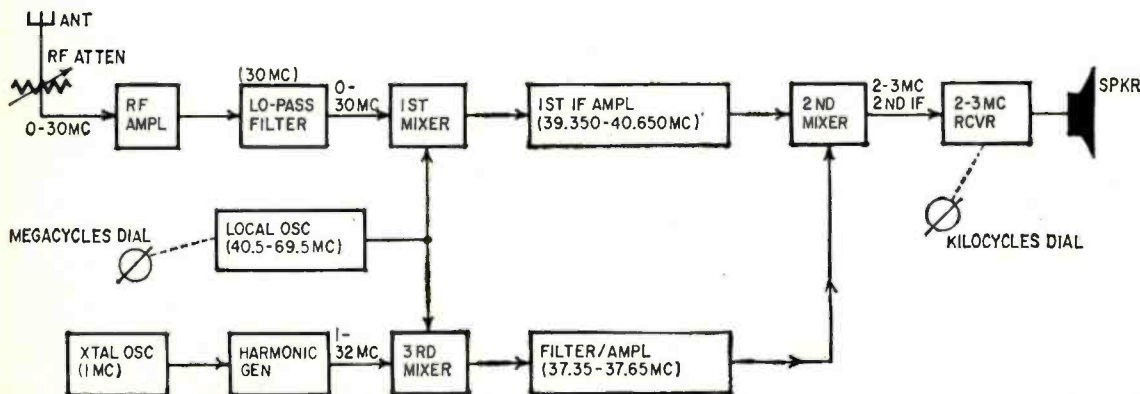 ANT
RF ATTEN
0-30MC
RF
AMPL
(30MC)
LO-PASS
FILTER
0-
30MC
1ST
MIXER
1ST IF AMPL
(39.350-40.650MC)
2ND
MIXER
2-3MC
2ND IF
2-3MC
RCVR
SPKR
MEGACYCLES DIAL
LOCAL OSC
(40.5-69.5MC)
KILOCYCLES DIAL
XTAL OSC
(1MC)
HARMONIC
GEN
1-
32MC
3RD
MIXER
FILTER/AMPL
(37.35-37.65MC)